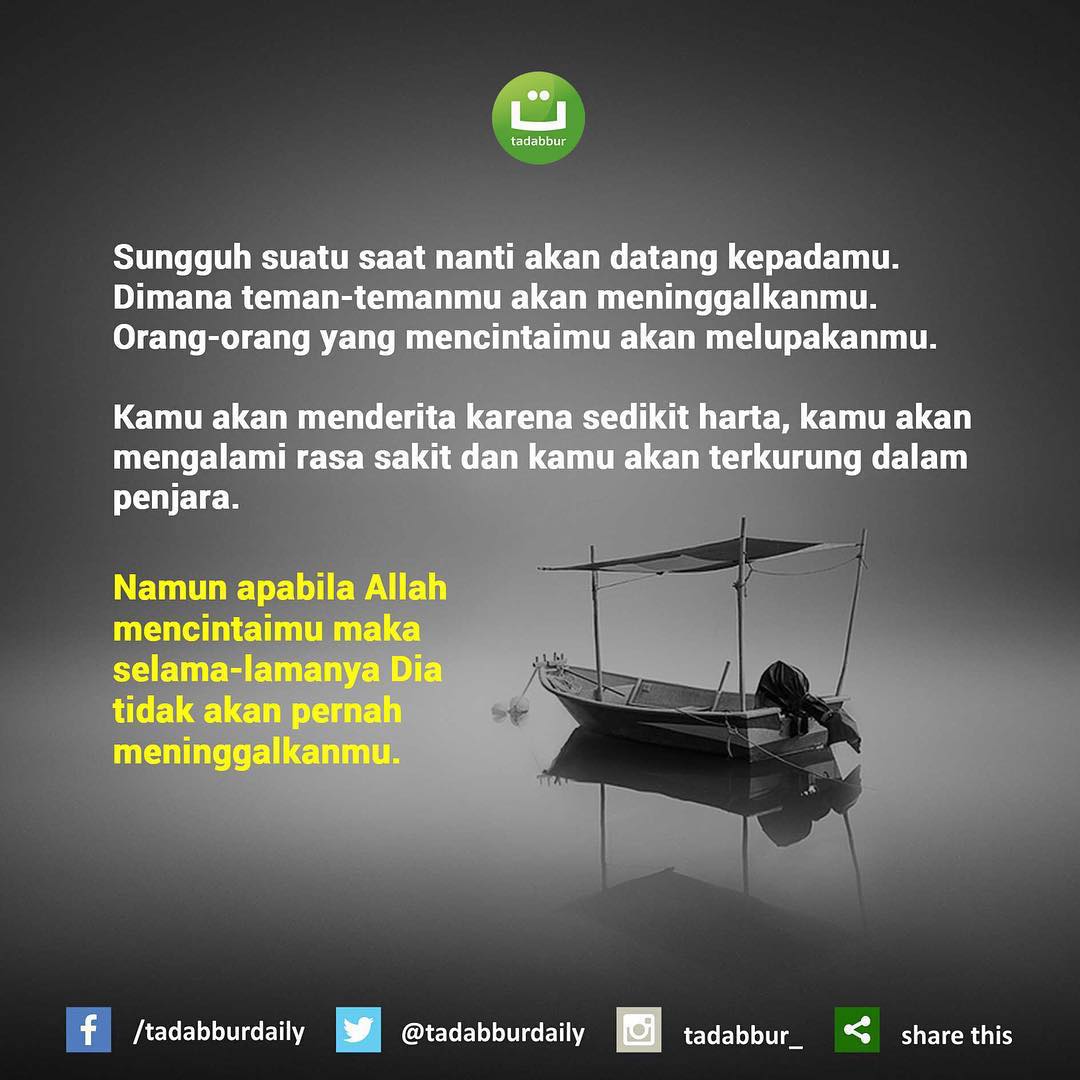 tadabbur
Sungguh suatu saat nanti akan datang kepadamu.
Dimana teman-temanmu akan meninggalkanmu.
Orang-orang yang mencintaimu akan melupakanmu.
Kamu akan menderita karena sedikit harta, kamu akan
mengalami rasa sakit dan kamu akan terkurung dalam
penjara.
Namun apabila Allah
mencintaimu maka
selama-lamanya Dia
tidak akan pernah
meninggalkanmu.
/tadabburdaily @tadabburdaily tadabbur_ share this